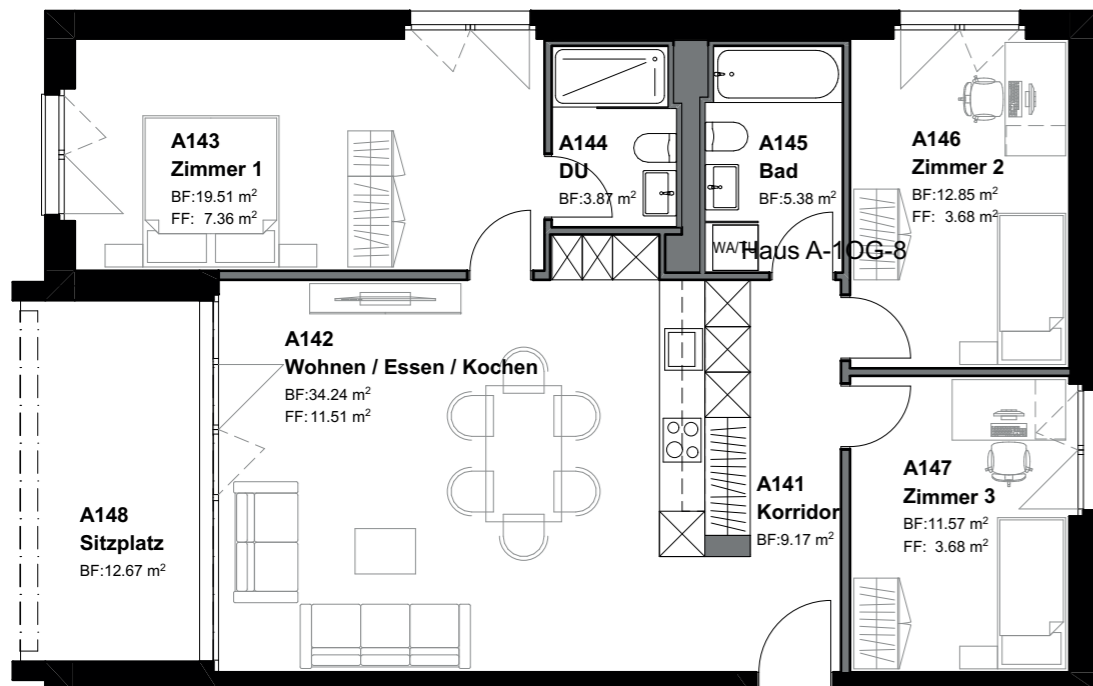 A143
Zimmer 1
BF:19.51 m²
FF: 7.36 m²
A144
DU
BF:3.87 m²
A145
Bad
BF:5.38 m²
A146
Zimmer 2
BF:12.85 m²
FF: 3.68 m²
WA/TU
Haus A-1OG-8
A142
Wohnen / Essen / Kochen
BF:34.24 m²
FF: 11.51 m²
A148
Sitzplatz
BF:12.67 m²
A141
Korridor
BF:9.17 m²
A147
Zimmer 3
BF:11.57 m²
FF: 3.68 m²